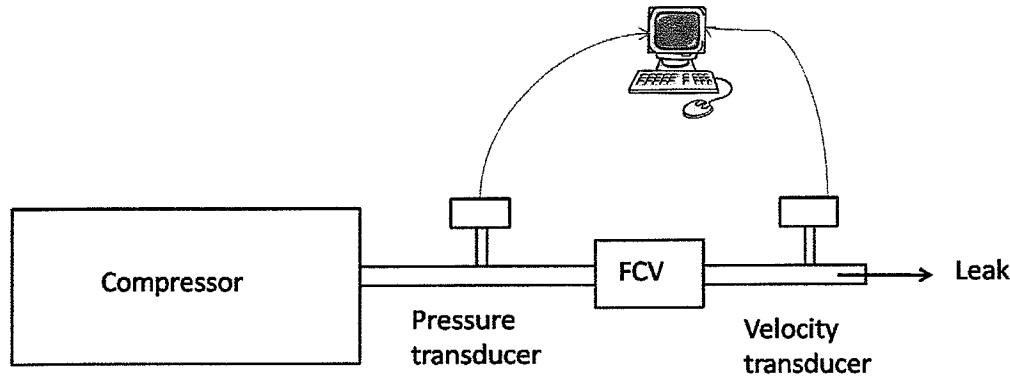 Compressor
FCV
Leak
Pressure
transducer
Velocity
transducer